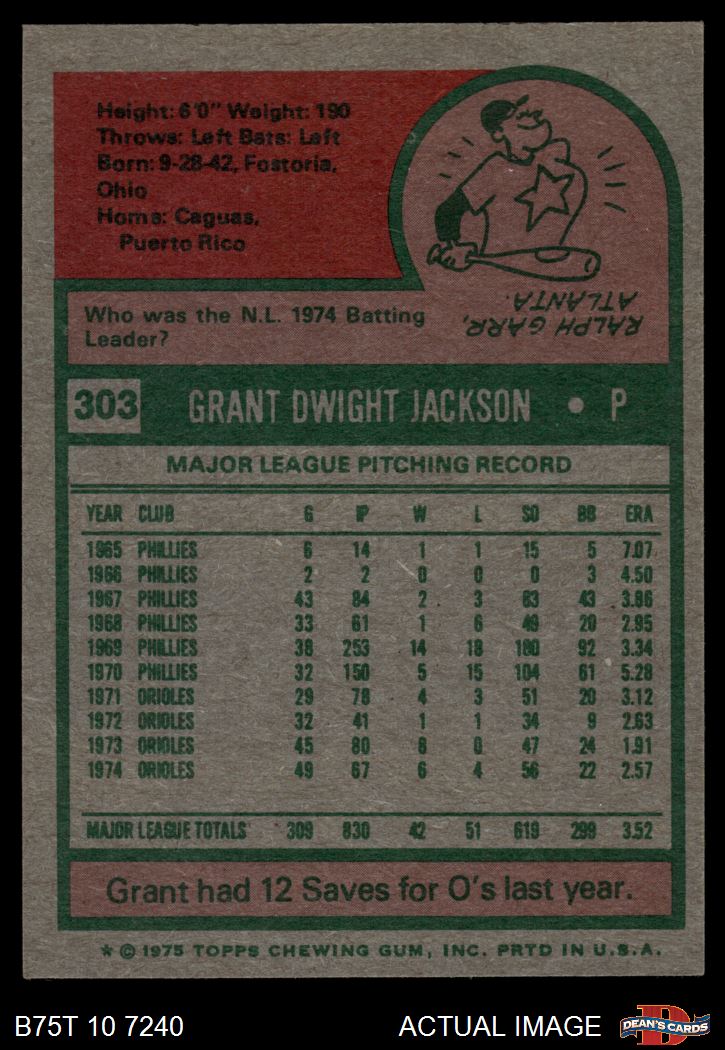 Height: 6'0" Weight: 190
Throws: Left Bats: Left
Born: 9-28-42, Fostoria,
Ohio
Home: Caguas,
Puerto Rico
Who was the N.L. 1974 Batting
Leader?
RALPH GARR,
ATLANTA.
303 GRANT DWIGHT JACKSON • P
MAJOR LEAGUE PITCHING RECORD
YEAR CLUB G IP W L SO BB ERA
1965 PHILLIES 6 14 1 1 15 5 7.07
1966 PHILLIES 2 2 0 0 0 3 4.50
1967 PHILLIES 43 84 2 3 83 43 3.86
1968 PHILLIES 33 61 1 6 49 20 2.95
1969 PHILLIES 38 253 14 18 180 92 3.34
1970 PHILLIES 32 150 5 15 104 61 5.28
1971 ORIOLES 29 78 4 3 51 20 3.12
1972 ORIOLES 32 41 1 1 34 9 2.63
1973 ORIOLES 45 80 8 0 47 24 1.91
1974 ORIOLES 49 67 6 4 56 22 2.57
MAJOR LEAGUE TOTALS 309 830 42 51 619 299 3.52
Grant had 12 Saves for O's last year.
* © 1975 TOPPS CHEWING GUM, INC. PRTD IN U.S.A.
B75T 10 7240 ACTUAL IMAGE D DEAN'S CARDS